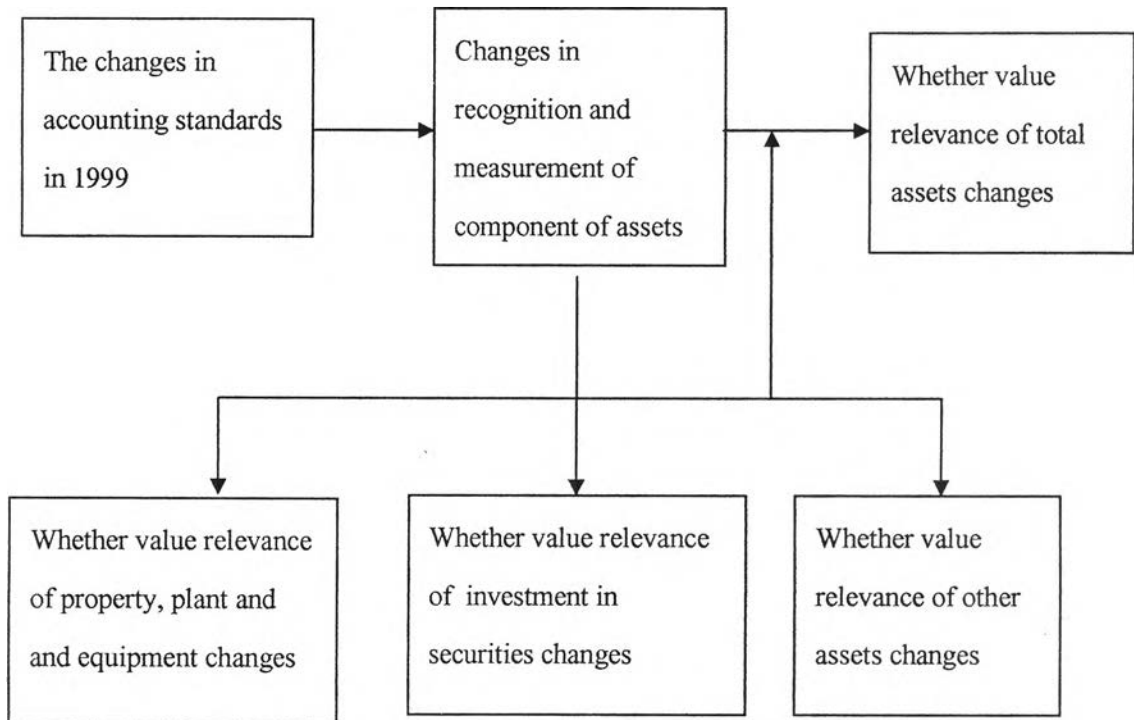 The changes in
accounting standards
in 1999
Changes in
recognition and
measurement of
component of assets
Whether value
relevance of total
assets changes
Whether value relevance
of property, plant and
and equipment changes
Whether value relevance
of investment in
securities changes
Whether value
relevance of other
assets changes